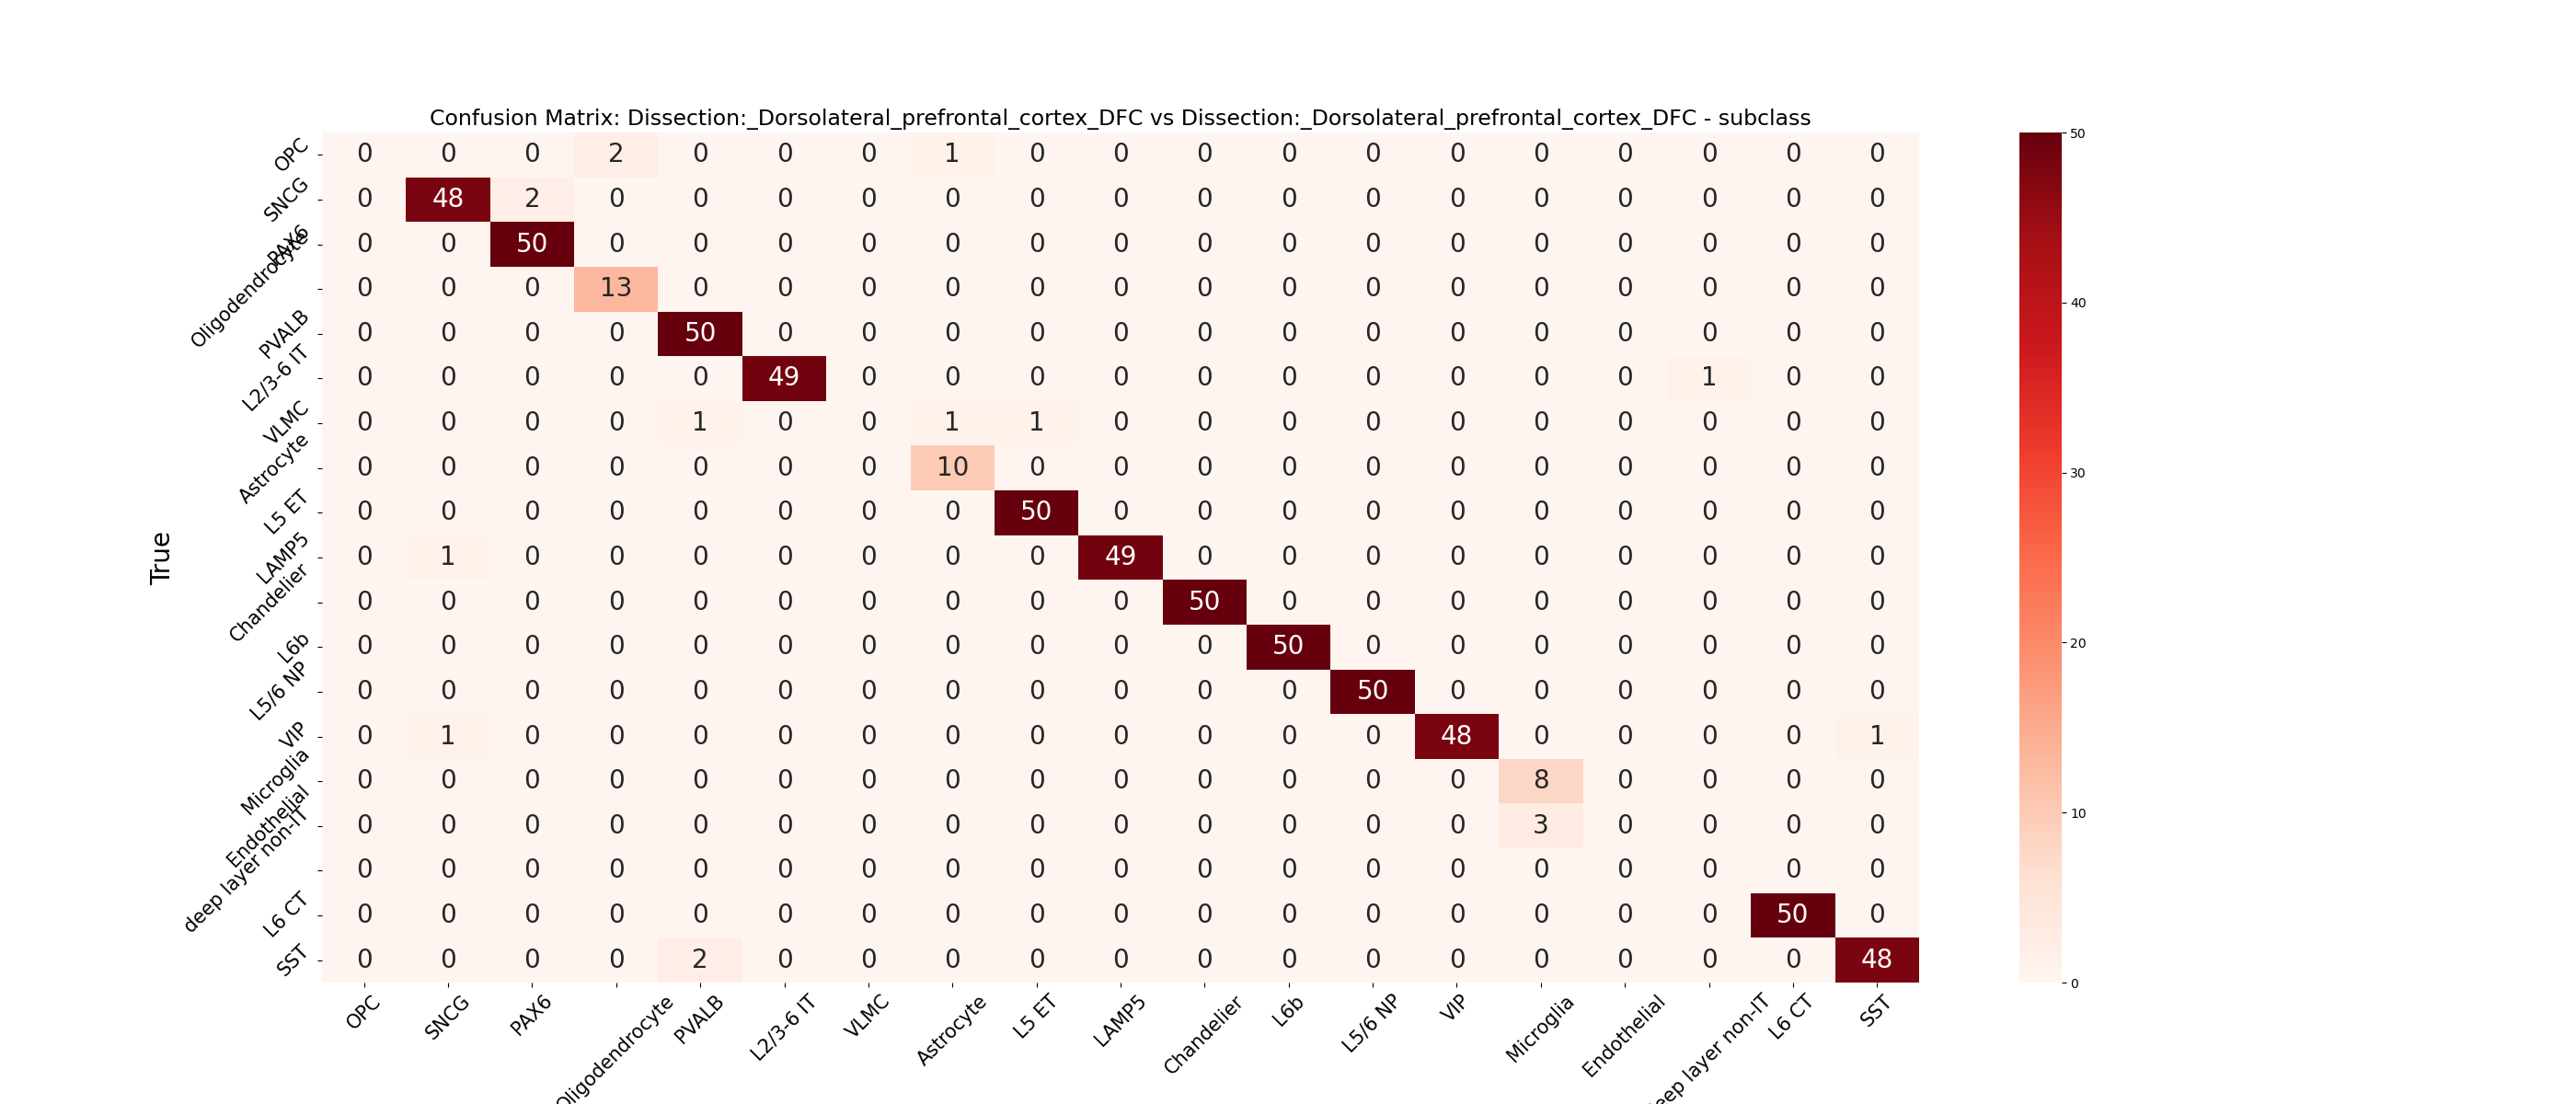 Confusion Matrix: Dissection:_Dorsolateral_prefrontal_cortex_DFC vs Dissection:_Dorsolateral_prefrontal_cortex_DFC - subclass
OPC 0 0 0 2 0 0 0 1 0 0 0 0 0 0 0 0 0 0 0
SNCG 0 48 2 0 0 0 0 0 0 0 0 0 0 0 0 0 0 0 0
PAX6 0 0 50 0 0 0 0 0 0 0 0 0 0 0 0 0 0 0 0
Oligodendrocyte 0 0 0 13 0 0 0 0 0 0 0 0 0 0 0 0 0 0 0
PVALB 0 0 0 0 50 0 0 0 0 0 0 0 0 0 0 0 0 0 0
L2/3-6 IT 0 0 0 0 0 49 0 0 0 0 0 0 0 0 0 0 1 0 0
VLMC 0 0 0 0 1 0 0 1 1 0 0 0 0 0 0 0 0 0 0
Astrocyte 0 0 0 0 0 0 0 10 0 0 0 0 0 0 0 0 0 0 0
L5 ET 0 0 0 0 0 0 0 0 50 0 0 0 0 0 0 0 0 0 0
LAMP5 0 1 0 0 0 0 0 0 0 49 0 0 0 0 0 0 0 0 0
Chandelier 0 0 0 0 0 0 0 0 0 0 50 0 0 0 0 0 0 0 0
L6b 0 0 0 0 0 0 0 0 0 0 0 50 0 0 0 0 0 0 0
L5/6 NP 0 0 0 0 0 0 0 0 0 0 0 0 50 0 0 0 0 0 0
VIP 0 1 0 0 0 0 0 0 0 0 0 0 0 48 0 0 0 0 1
Microglia 0 0 0 0 0 0 0 0 0 0 0 0 0 0 8 0 0 0 0
Endothelial 0 0 0 0 0 0 0 0 0 0 0 0 0 0 3 0 0 0 0
deep layer non-IT 0 0 0 0 0 0 0 0 0 0 0 0 0 0 0 0 0 0 0
L6 CT 0 0 0 0 0 0 0 0 0 0 0 0 0 0 0 0 0 50 0
SST 0 0 0 0 2 0 0 0 0 0 0 0 0 0 0 0 0 0 48
True
OPC SNCG PAX6 Oligodendrocyte PVALB L2/3-6 IT VLMC Astrocyte L5 ET LAMP5 Chandelier L6b L5/6 NP VIP Microglia Endothelial eep layer non-IT L6 CT SST
50
40
30
20
10
0